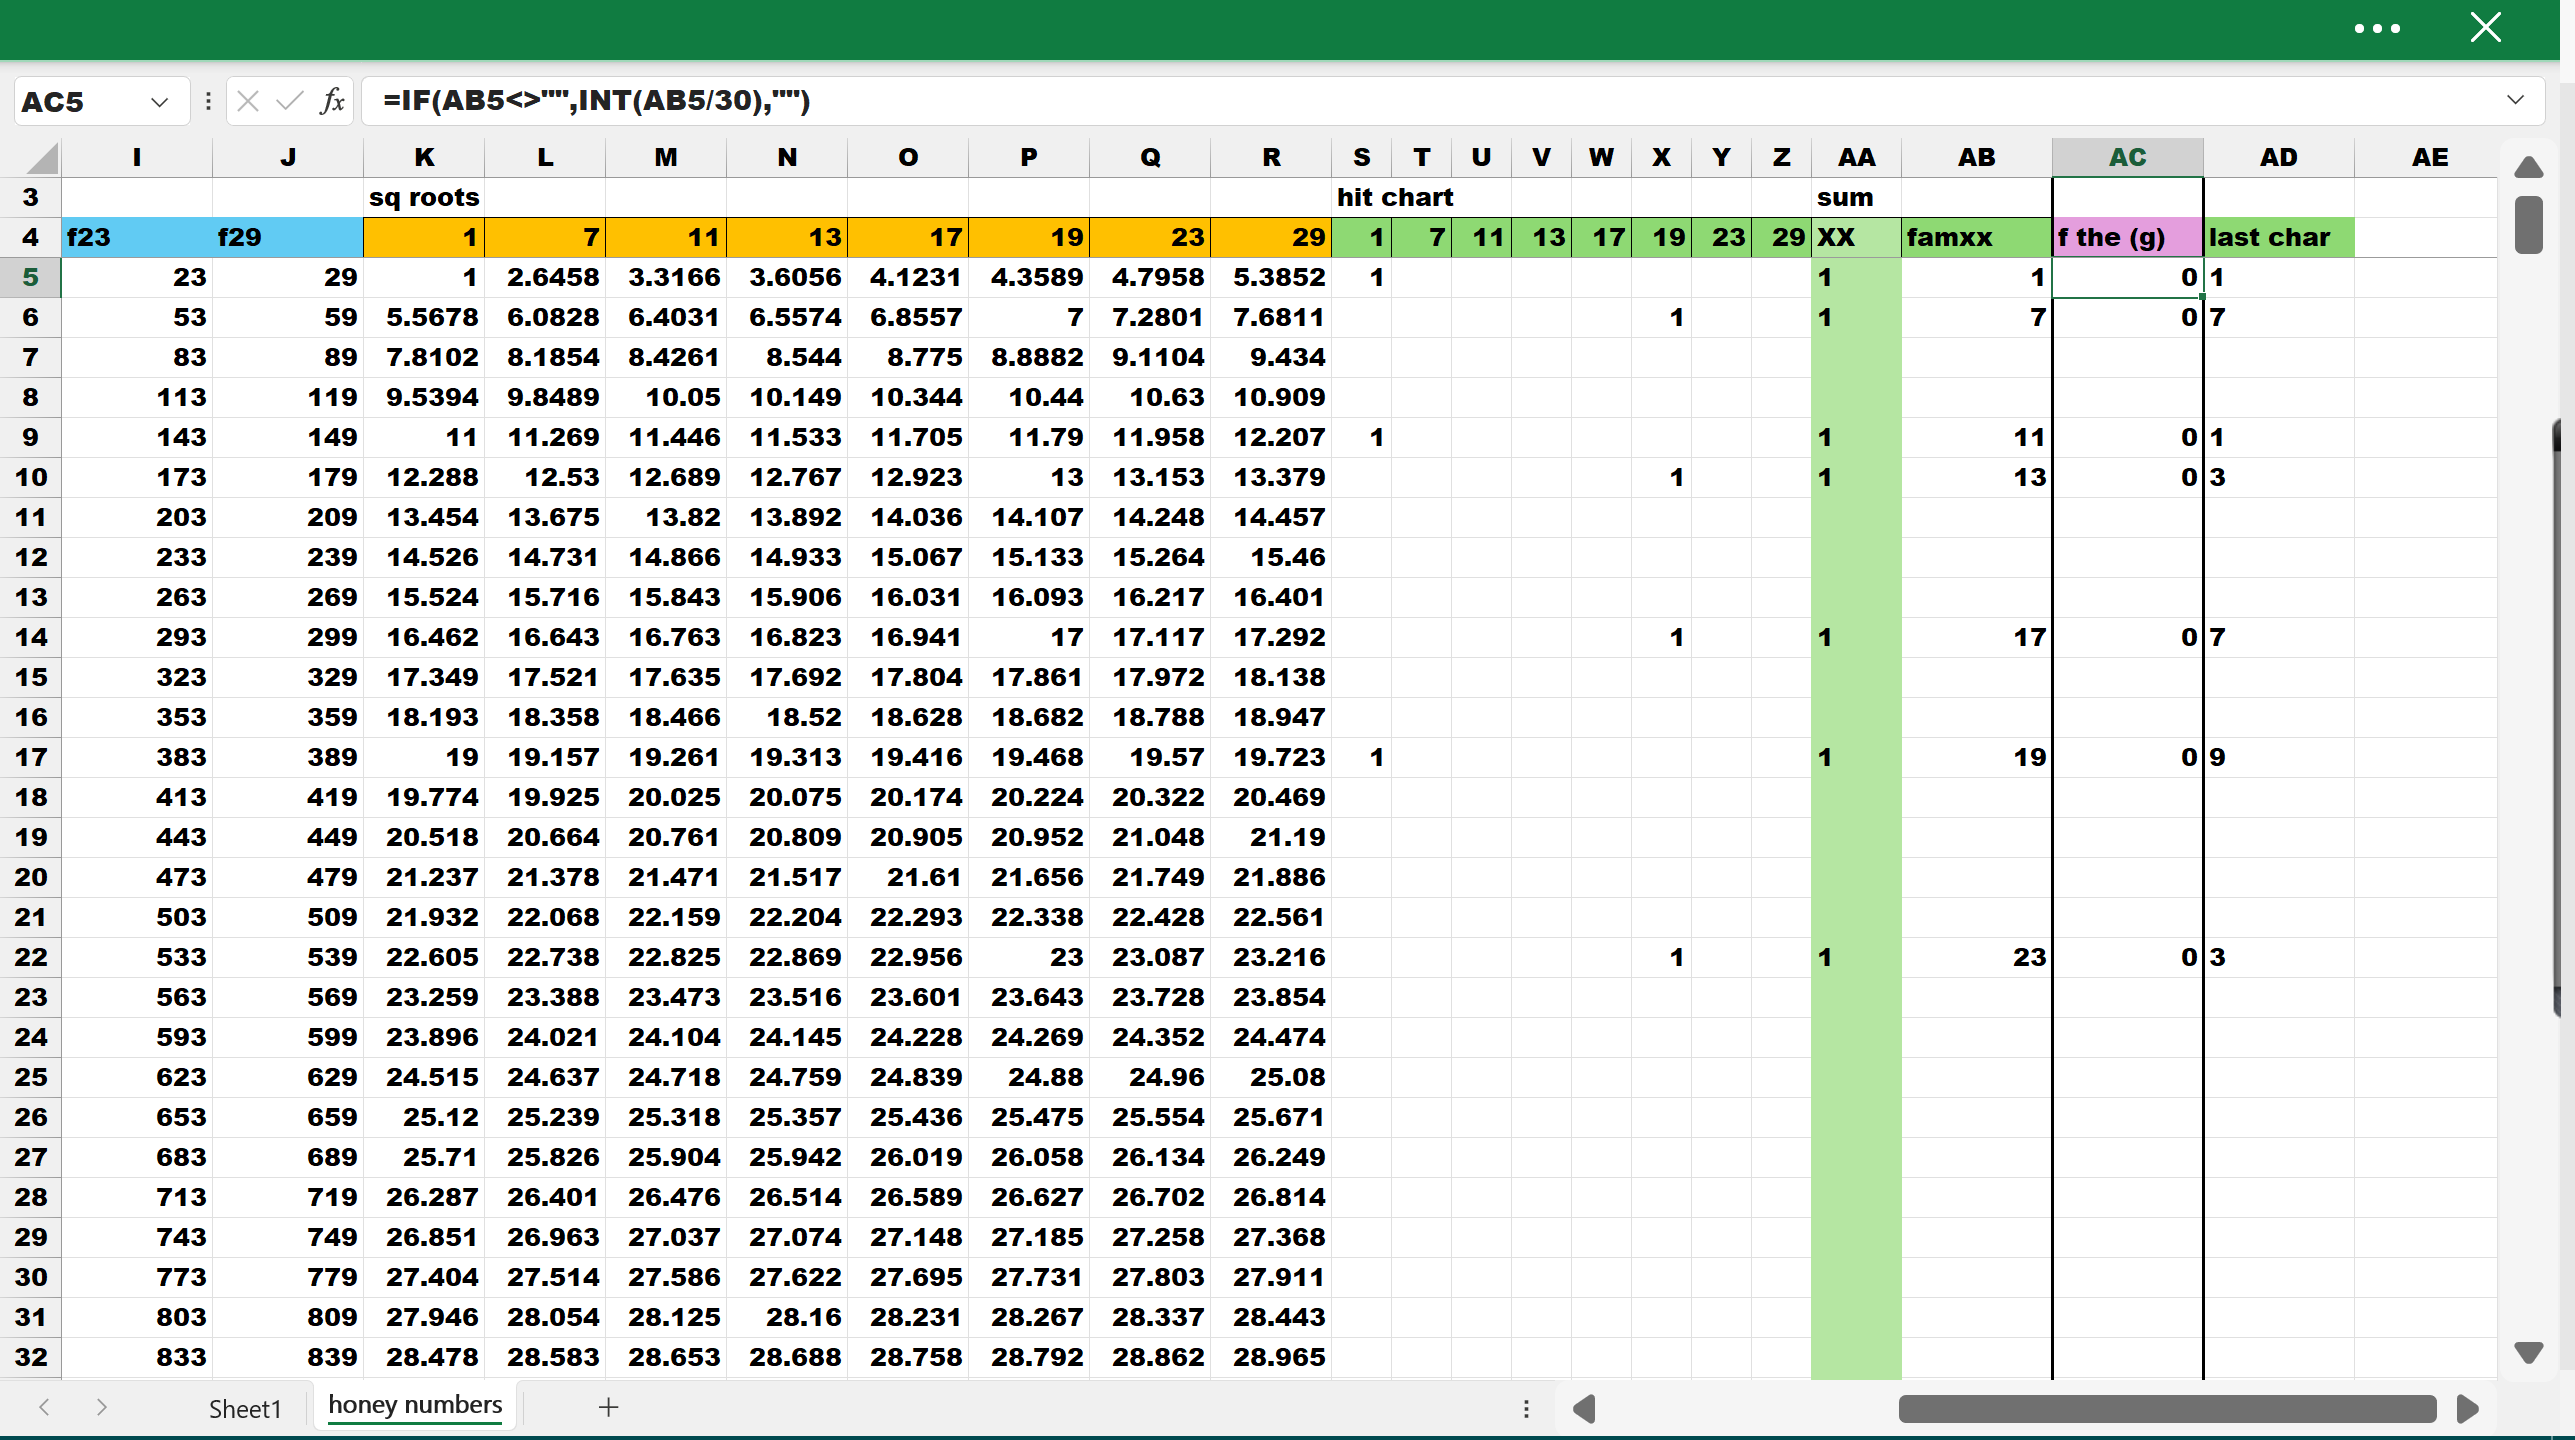 AC5 fx =IF(AB5<>"",INT(AB5/30),"")
I J K L M N O P Q R S T U V W X Y Z AA AB AC AD AE
3 sq roots hit chart sum
4 f23 f29 1 7 11 13 17 19 23 29 1 7 11 13 17 19 23 29 XX famxx f the (g) last char
5 23 29 1 2.6458 3.3166 3.6056 4.1231 4.3589 4.7958 5.3852 1 1 1 0 1
6 53 59 5.5678 6.0828 6.4031 6.5574 6.8557 7 7.2801 7.6811 1 1 7 0 7
7 83 89 7.8102 8.1854 8.4261 8.544 8.775 8.8882 9.1104 9.434
8 113 119 9.5394 9.8489 10.05 10.149 10.344 10.44 10.63 10.909
9 143 149 11 11.269 11.446 11.533 11.705 11.79 11.958 12.207 1 1 11 0 1
10 173 179 12.288 12.53 12.689 12.767 12.923 13 13.153 13.379 1 1 13 0 3
11 203 209 13.454 13.675 13.82 13.892 14.036 14.107 14.248 14.457
12 233 239 14.526 14.731 14.866 14.933 15.067 15.133 15.264 15.46
13 263 269 15.524 15.716 15.843 15.906 16.031 16.093 16.217 16.401
14 293 299 16.462 16.643 16.763 16.823 16.941 17 17.117 17.292 1 1 17 0 7
15 323 329 17.349 17.521 17.635 17.692 17.804 17.861 17.972 18.138
16 353 359 18.193 18.358 18.466 18.52 18.628 18.682 18.788 18.947
17 383 389 19 19.157 19.261 19.313 19.416 19.468 19.57 19.723 1 1 19 0 9
18 413 419 19.774 19.925 20.025 20.075 20.174 20.224 20.322 20.469
19 443 449 20.518 20.664 20.761 20.809 20.905 20.952 21.048 21.19
20 473 479 21.237 21.378 21.471 21.517 21.61 21.656 21.749 21.886
21 503 509 21.932 22.068 22.159 22.204 22.293 22.338 22.428 22.561
22 533 539 22.605 22.738 22.825 22.869 22.956 23 23.087 23.216 1 1 23 0 3
23 563 569 23.259 23.388 23.473 23.516 23.601 23.643 23.728 23.854
24 593 599 23.896 24.021 24.104 24.145 24.228 24.269 24.352 24.474
25 623 629 24.515 24.637 24.718 24.759 24.839 24.88 24.96 25.08
26 653 659 25.12 25.239 25.318 25.357 25.436 25.475 25.554 25.671
27 683 689 25.71 25.826 25.904 25.942 26.019 26.058 26.134 26.249
28 713 719 26.287 26.401 26.476 26.514 26.589 26.627 26.702 26.814
29 743 749 26.851 26.963 27.037 27.074 27.148 27.185 27.258 27.368
30 773 779 27.404 27.514 27.586 27.622 27.695 27.731 27.803 27.911
31 803 809 27.946 28.054 28.125 28.16 28.231 28.267 28.337 28.443
32 833 839 28.478 28.583 28.653 28.688 28.758 28.792 28.862 28.965
Sheet1 honey numbers